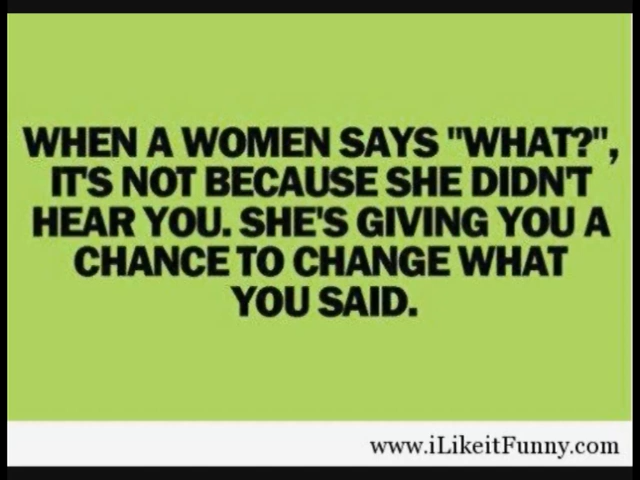 WHEN A WOMEN SAYS "WHAT?",
IT'S NOT BECAUSE SHE DIDN'T
HEAR YOU. SHE'S GIVING YOU A
CHANCE TO CHANGE WHAT
YOU SAID.
www.iLikeitFunny.com